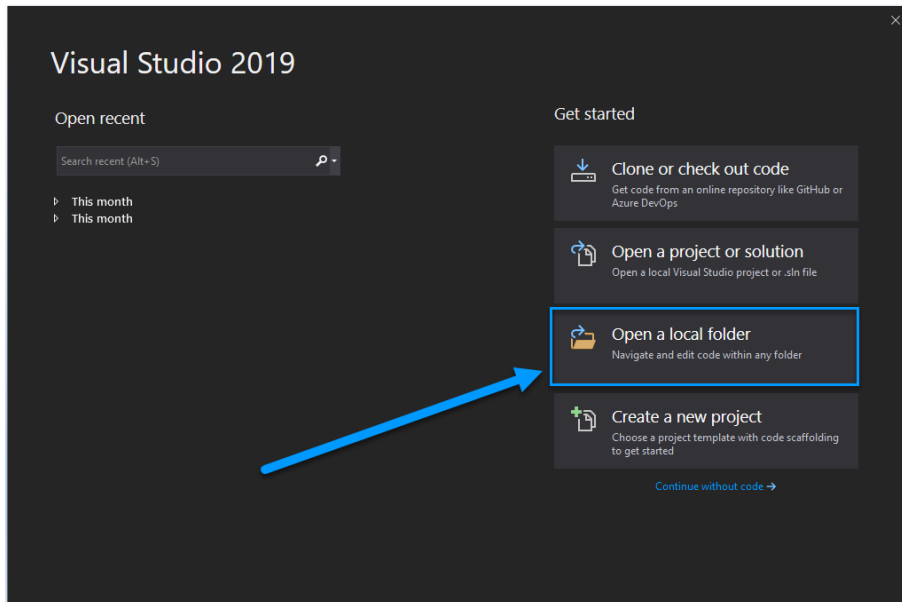 Visual Studio 2019
Open recent
Search recent (Alt+S)
This month
This month
Get started
Clone or check out code
Get code from an online repository like GitHub or
Azure DevOps
Open a project or solution
Open a local Visual Studio project or .sln file
Open a local folder
Navigate and edit code within any folder
Create a new project
Choose a project template with code scaffolding
to get started
Continue without code